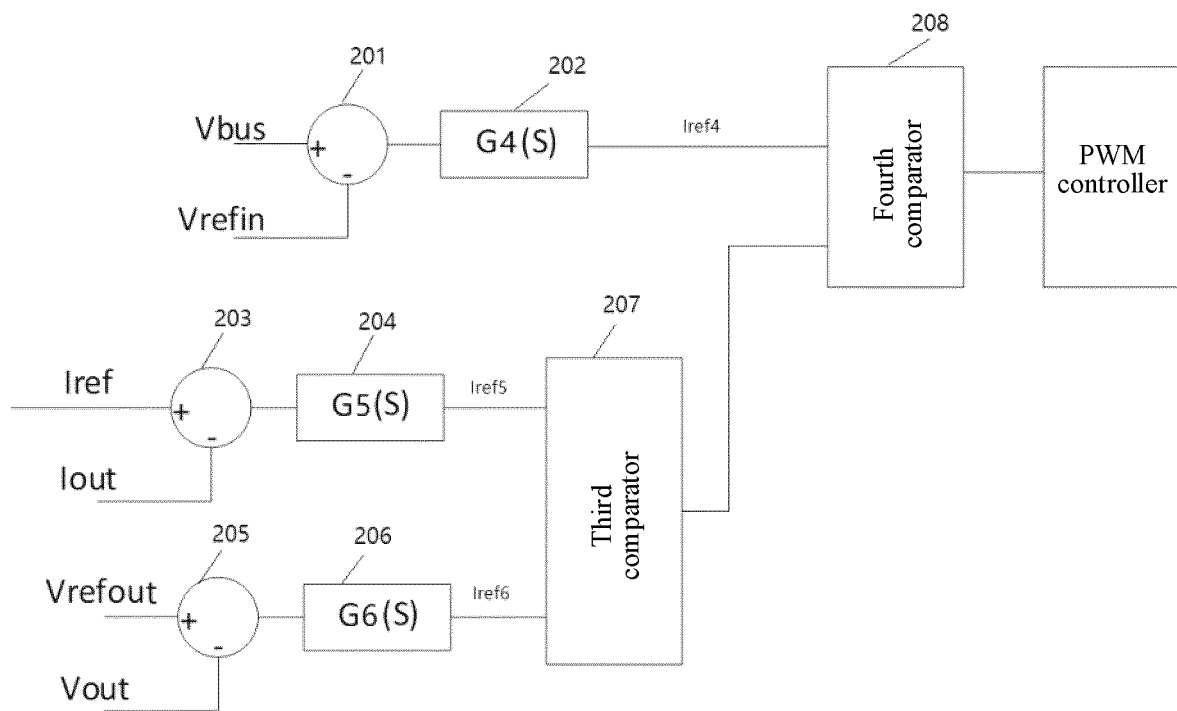 201
202
208
Vbus
+
-
G4(S)
Iref4
Fourth
comparator
PWM
controller
Vrefin
203
204
207
Iref
+
-
G5(S)
Iref5
Third
comparator
Iout
205
206
Vrefout
+
-
G6(S)
Iref6
Vout